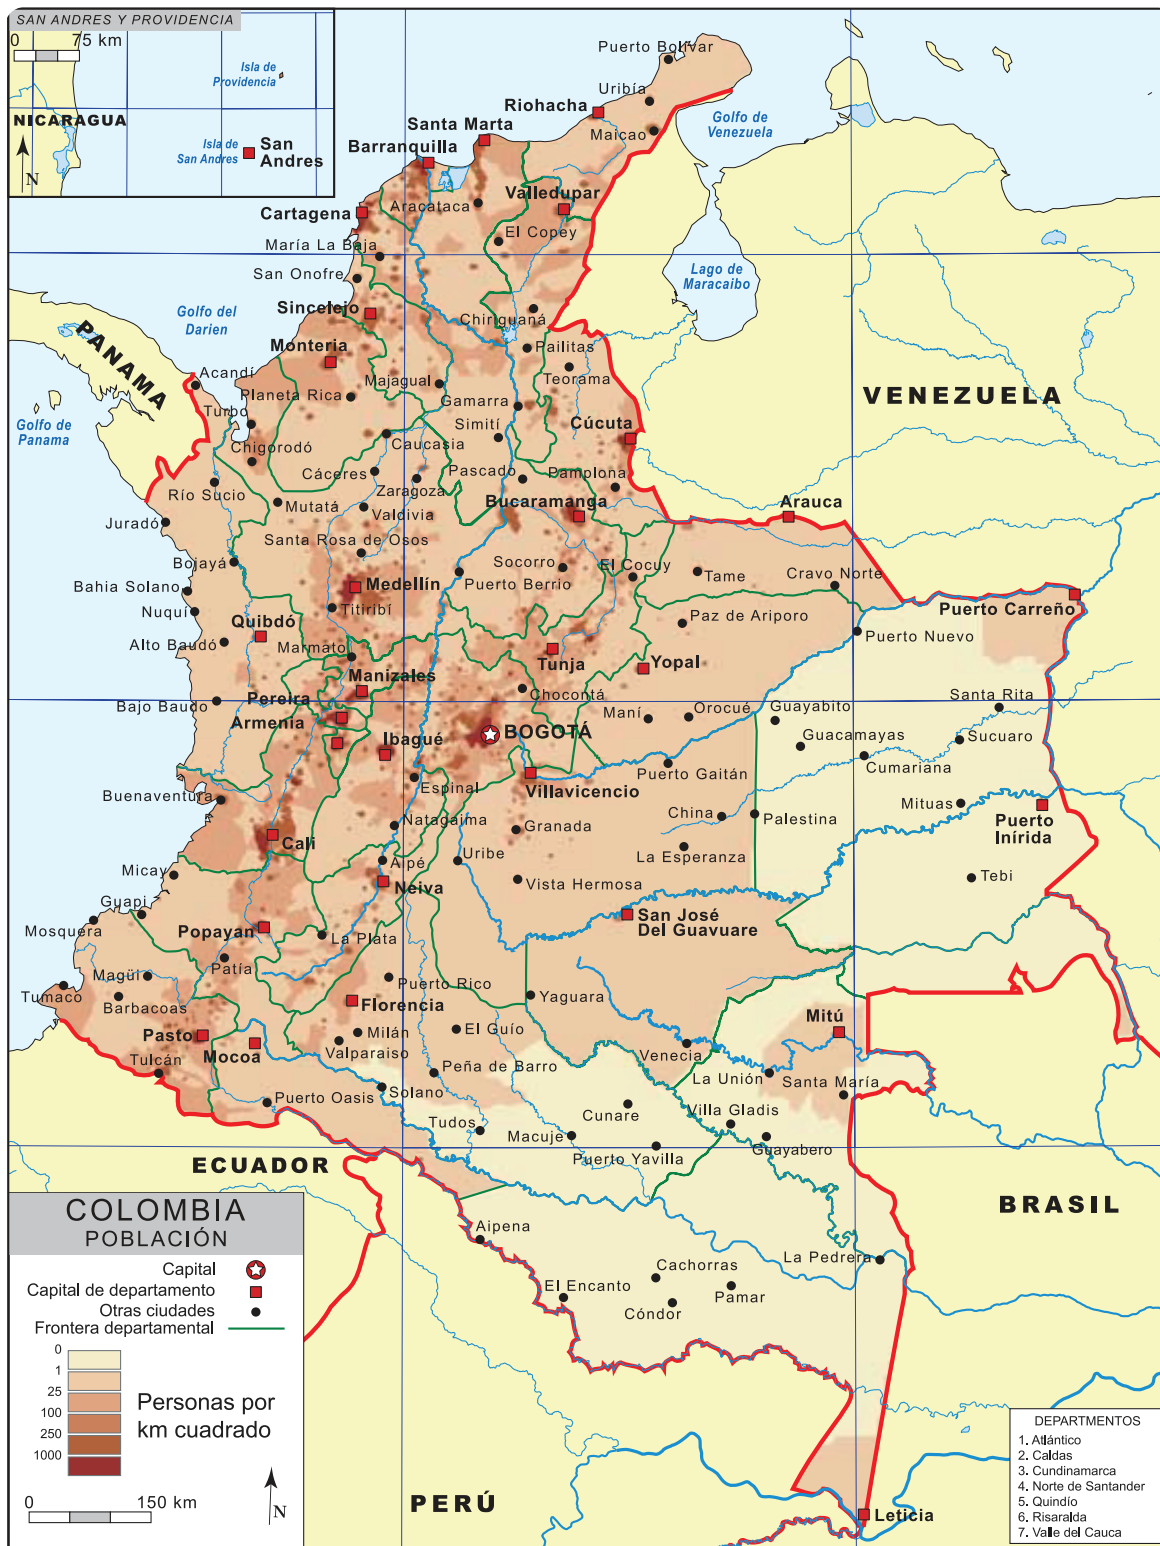 SAN ANDRES Y PROVIDENCIA
0 75 km
Isla de
Providencia
NICARAGUA
Isla de
San Andres
San
Andres
N
Puerto Bolívar
Uribía
Riohacha
Golfo de
Venezuela
Santa Marta
Maicao
Barranquilla
Valledupar
Aracataca
Cartagena
El Copey
María La Baja
San Onofre
Lago de
Maracaibo
Golfo del
Darien
Sincelejo
Chiriguaná
PANAMA
Monteria
Pailitas
Acandí
Teorama
Planeta Rica
Majagual
VENEZUELA
Gamarra
Turbo
Golfo de
Panama
Simití
Cúcuta
Chigorodó
Caucasia
Cáceres
Pascado
Pamplona
Río Sucio
Zaragoza
Mutatá
Valdivia
Bucaramanga
Arauca
Juradó
Santa Rosa de Osos
Bojayá
Socorro
El Cocuy
Tame
Cravo Norte
Bahia Solano
Medellín
Puerto Berrio
Nuquí
Titiribí
Puerto Carreño
Quibdó
Paz de Ariporo
Puerto Nuevo
Alto Baudó
Marmato
Tunja
Yopal
Manizales
Chocontá
Santa Rita
Bajo Baudo
Pereira
Armenia
Maní
Orocué
Guayabito
Ibagué
BOGOTÁ
Guacamayas
Sucuaro
Cumariana
Puerto Gaitán
Espinal
Villavicencio
Buenaventura
Mituas
China
Palestina
Puerto
Inírida
Natagaima
Granada
Cali
Aipé
Uribe
La Esperanza
Micay
Neiva
Vista Hermosa
Tebi
Guapi
Mosquera
Popayan
San José
Del Guavuare
La Plata
Patía
Magüi
Puerto Rico
Tumaco
Yaguara
Barbacoas
Florencia
Mitú
Pasto
Milán
El Guío
Mocoa
Valparaiso
Venecia
Tulcán
Peña de Barro
La Unión
Santa María
Puerto Oasis
Solano
Cunare
Villa Gladis
Tudos
Macuje
Guayabero
Puerto Yavilla
ECUADOR
BRASIL
Aipena
La Pedrera
Cachorras
El Encanto
Pamar
Cóndor
PERÚ
Leticia
COLOMBIA
POBLACIÓN
Capital
Capital de departamento
Otras ciudades
Frontera departamental
0
1
25
100
250
1000
Personas por
km cuadrado
0 150 km
N
DEPARTMENTOS
1. Atlántico
2. Caldas
3. Cundinamarca
4. Norte de Santander
5. Quindío
6. Risaralda
7. Valle del Cauca